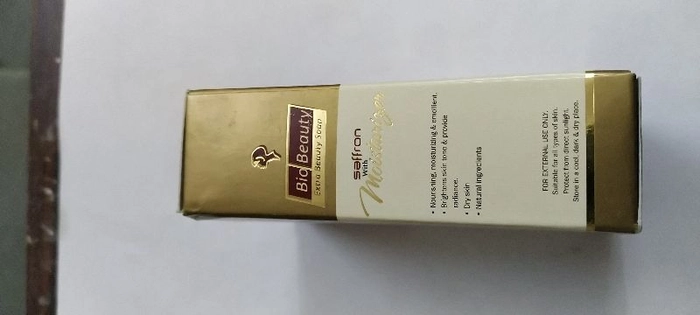 Big Beauty
Extra Beauty Soap
saffron
With
Moisturizer
• Nourishing, moisturizing & emollient.
• Brightens skin tone & provide
radiance.
• Dry skin
• Natural ingredients
FOR EXTERNAL USE ONLY.
Suitable for all types of skin.
Protect from direct sunlight.
Store in a cool, dark & dry place.